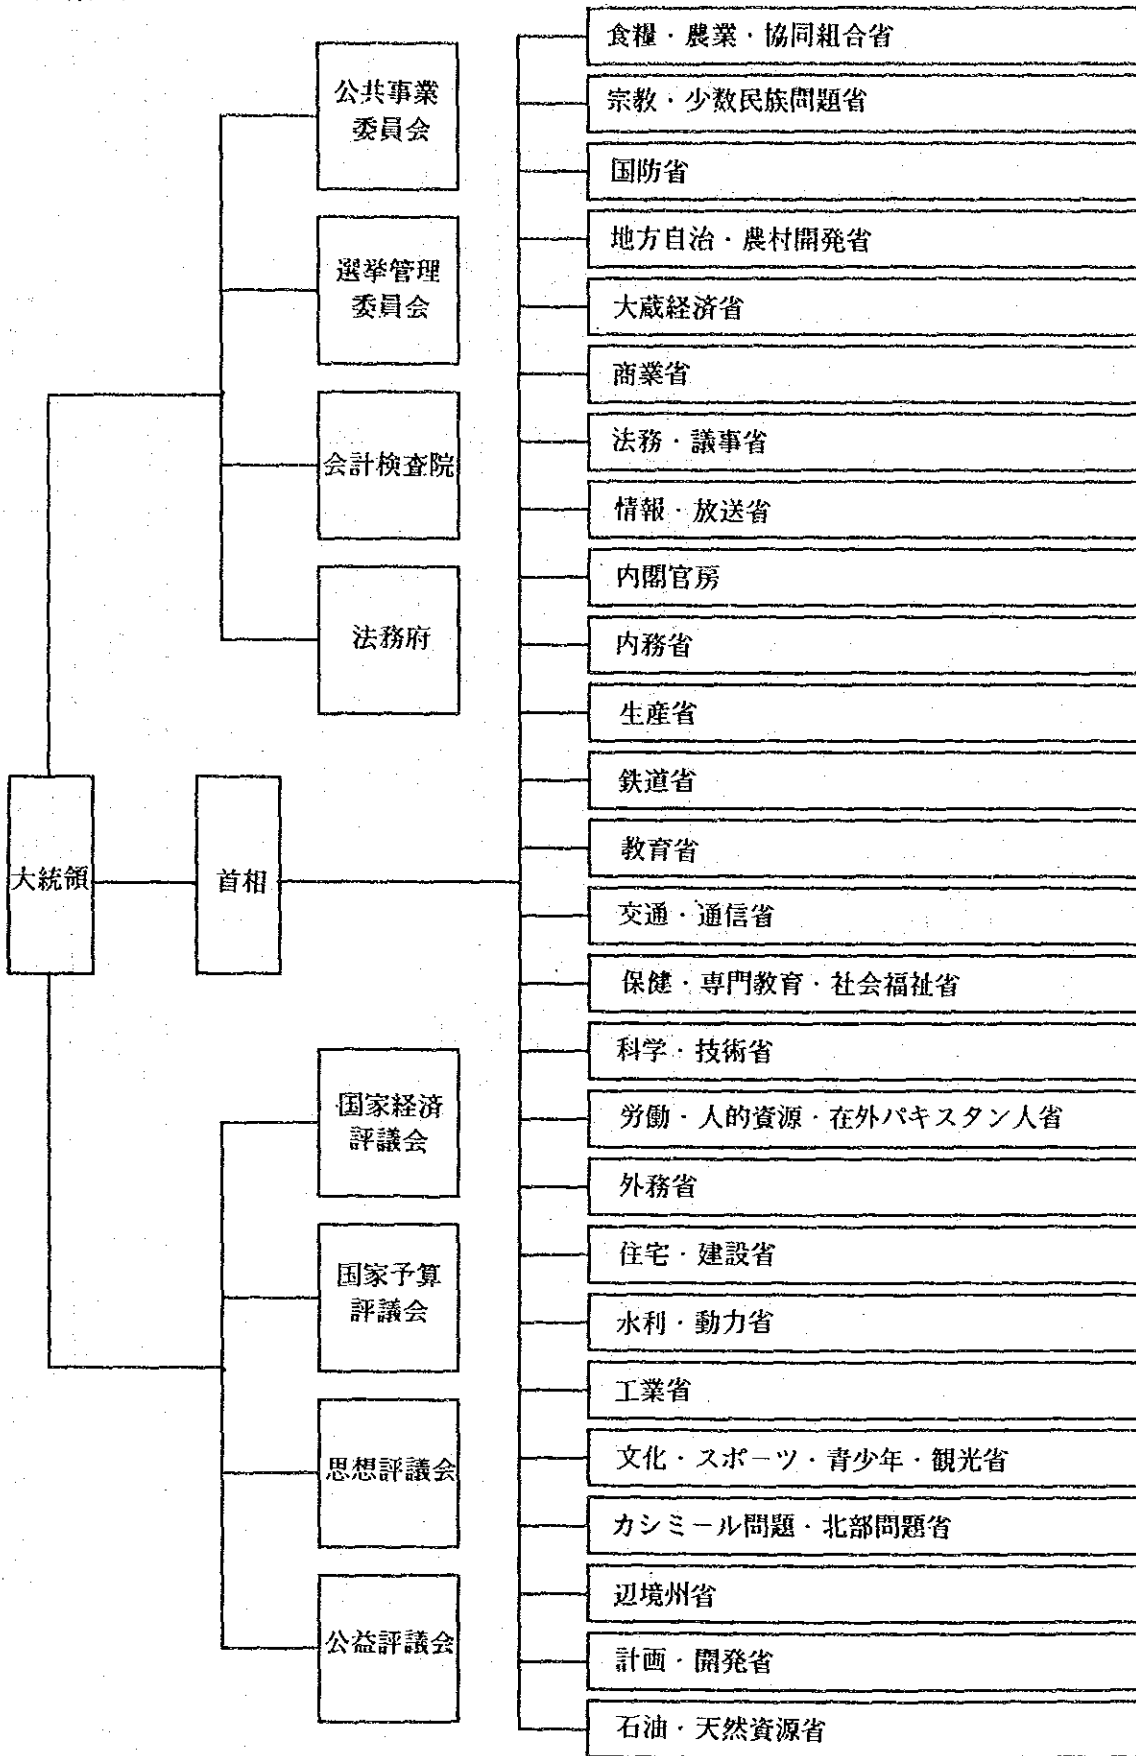 公共事業
委員会
選挙管理
委員会
会計検査院
法務府
大統領
首相
国家経済
評議会
国家予算
評議会
思想評議会
公益評議会
食糧・農業・協同組合省
宗教・少数民族問題省
国防省
地方自治・農村開発省
大蔵経済省
商業省
法務・議事省
情報・放送省
内閣官房
内務省
生産省
鉄道省
教育省
交通・通信省
保健・専門教育・社会福祉省
科学・技術省
労働・人的資源・在外パキスタン人省
外務省
住宅・建設省
水利・動力省
工業省
文化・スポーツ・青少年・観光省
カシミール問題・北部問題省
辺境州省
計画・開発省
石油・天然資源省